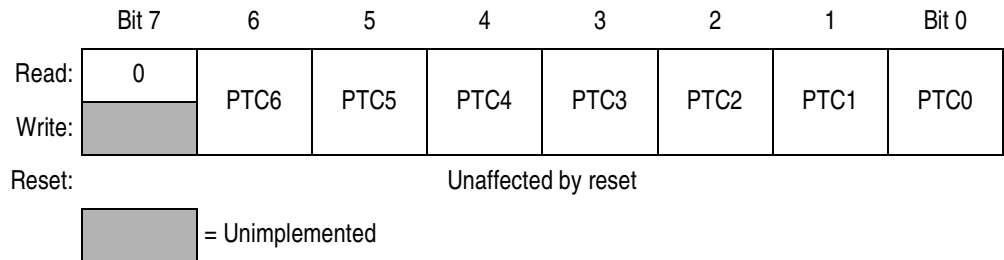 Bit 7 6 5 4 3 2 1 Bit 0
Read: 0 PTC6 PTC5 PTC4 PTC3 PTC2 PTC1 PTC0
Write:
Reset: Unaffected by reset
= Unimplemented